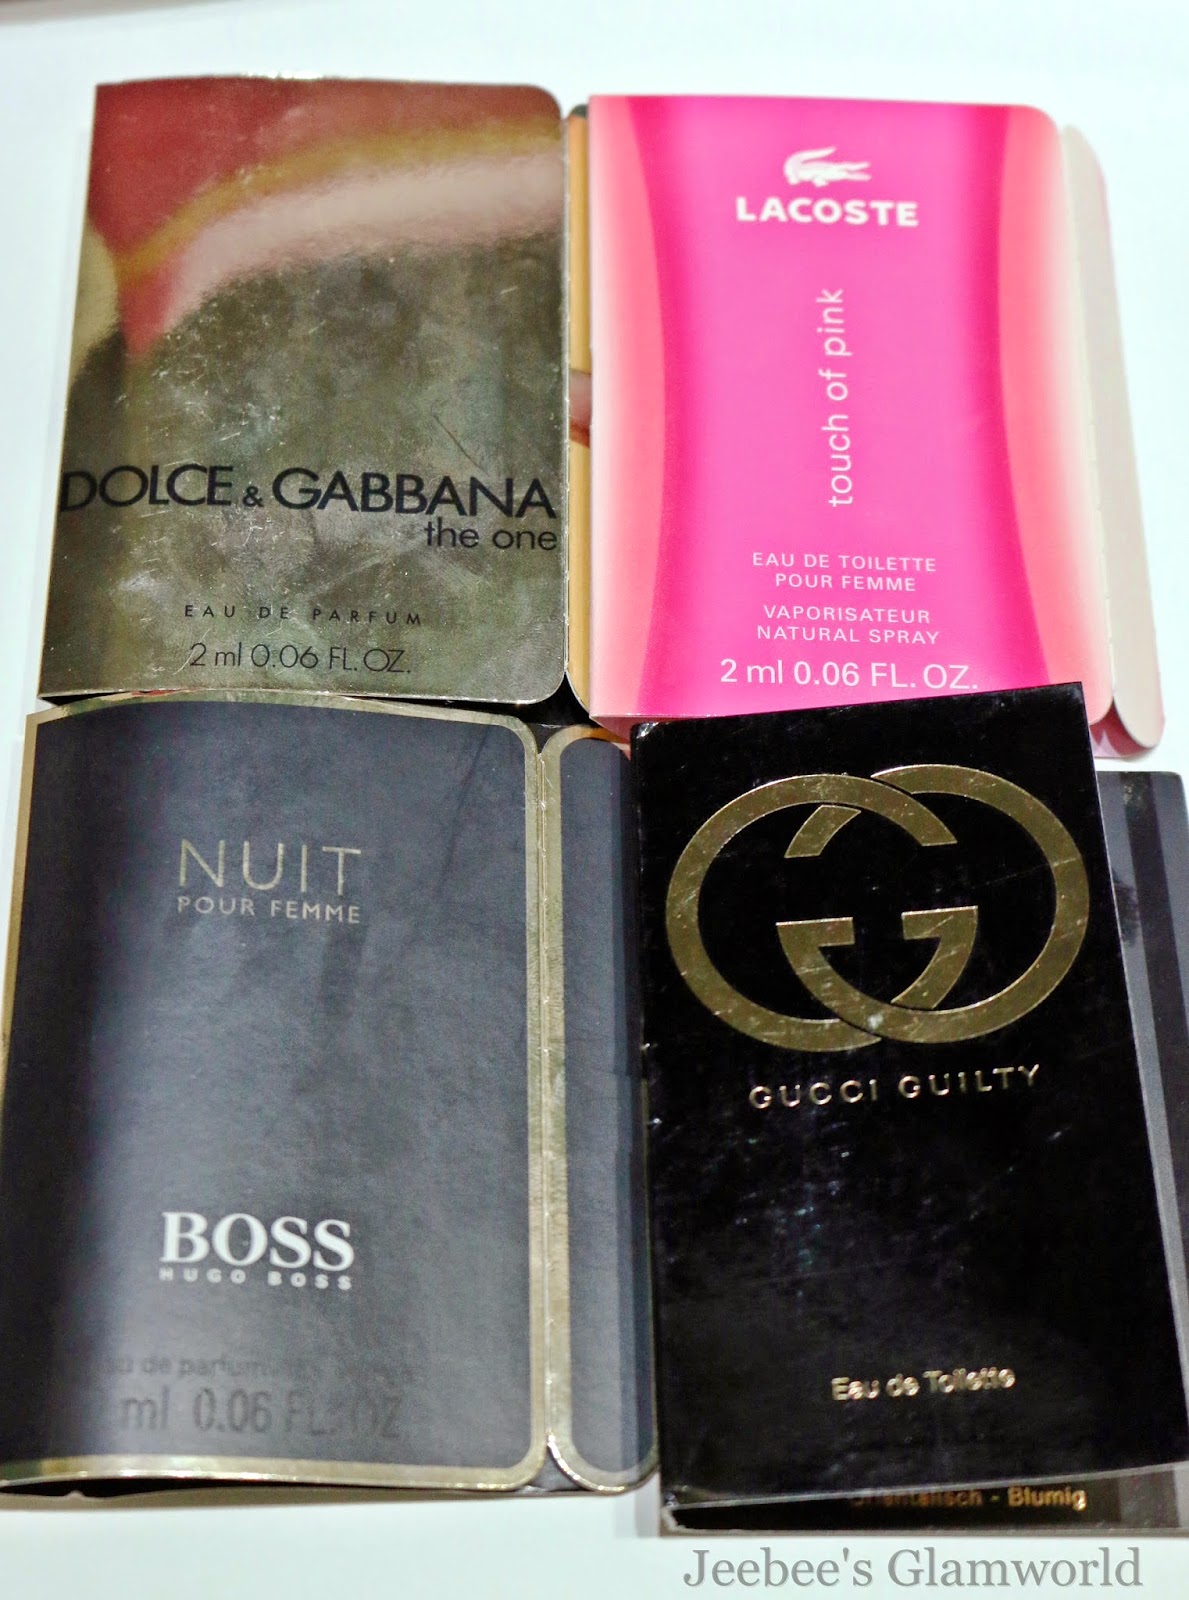 DOLCE & GABBANA
the one
EAU DE PARFUM
2 ml 0.06 FL. OZ.
LACOSTE
touch of pink
EAU DE TOILETTE
POUR FEMME
VAPORISATEUR
NATURAL SPRAY
2 ml 0.06 FL. OZ.
NUIT
POUR FEMME
BOSS
HUGO BOSS
de parfum
ml 0.06 FL. OZ.
GUCCI GUILTY
Eau de Toilette
- Blumig
Jeebee's Glamworld